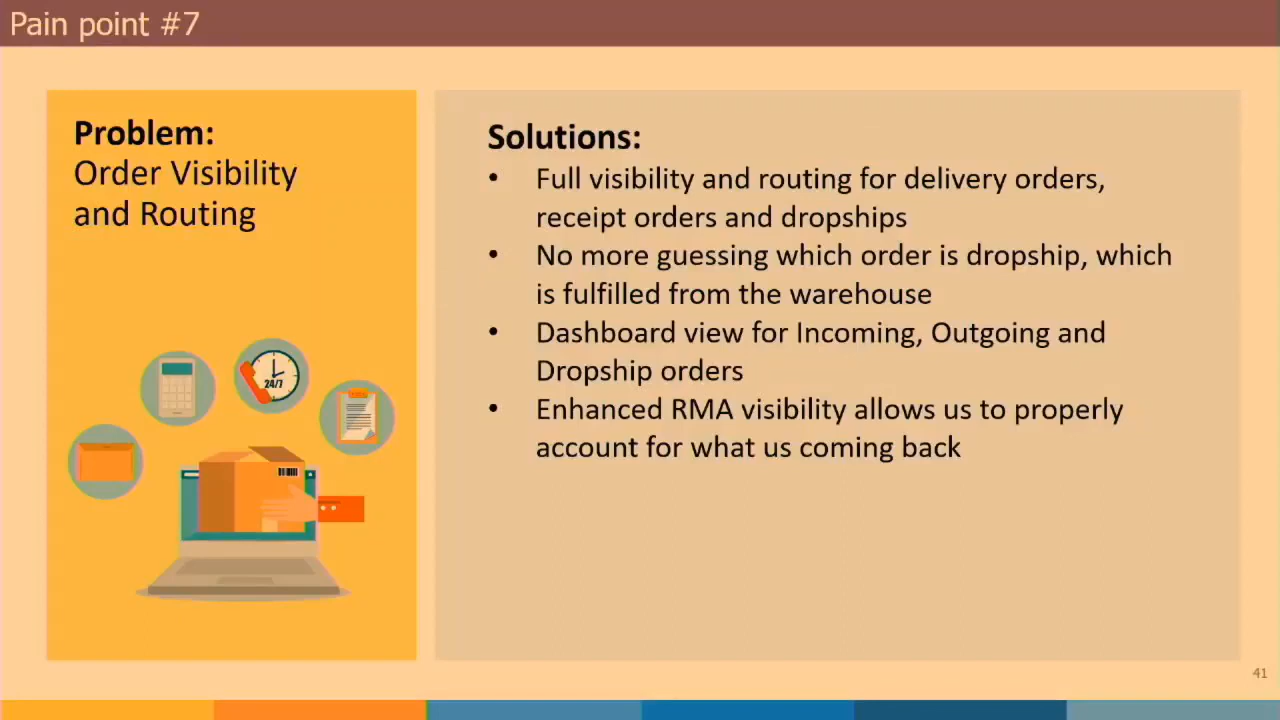 Pain point #7
Problem:
Order Visibility
and Routing
24/7
Solutions:
• Full visibility and routing for delivery orders,
receipt orders and dropships
• No more guessing which order is dropship, which
is fulfilled from the warehouse
• Dashboard view for Incoming, Outgoing and
Dropship orders
• Enhanced RMA visibility allows us to properly
account for what us coming back
41